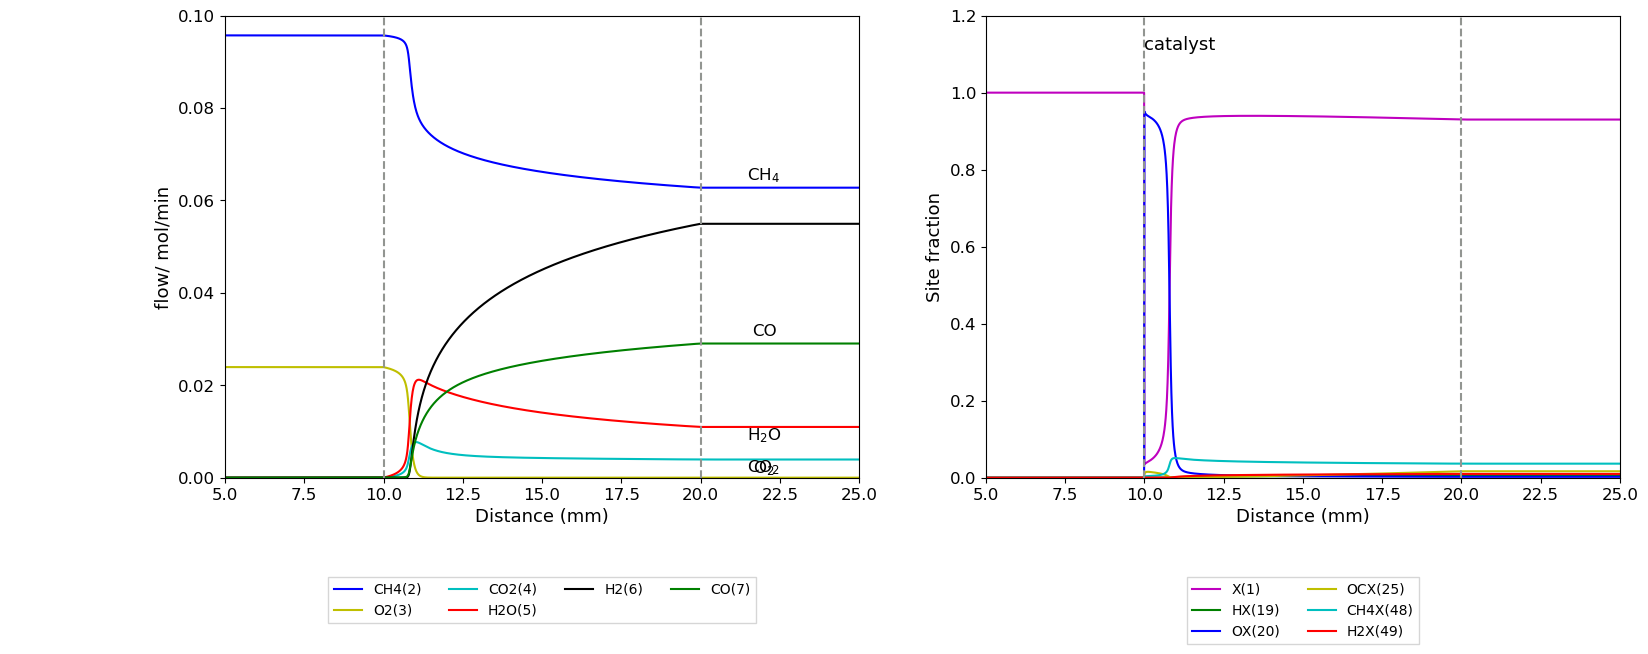 0.10
0.08
0.06
0.04
0.02
0.00
flow/ mol/min
CH₄
CO
H₂O
CO₂
O₂
5.0 7.5 10.0 12.5 15.0 17.5 20.0 22.5 25.0
Distance (mm)
CH4(2) CO2(4) H2(6) CO(7)
O2(3) H2O(5)
1.2
1.0
0.8
0.6
0.4
0.2
0.0
Site fraction
catalyst
5.0 7.5 10.0 12.5 15.0 17.5 20.0 22.5 25.0
Distance (mm)
X(1) OCX(25)
HX(19) CH4X(48)
OX(20) H2X(49)